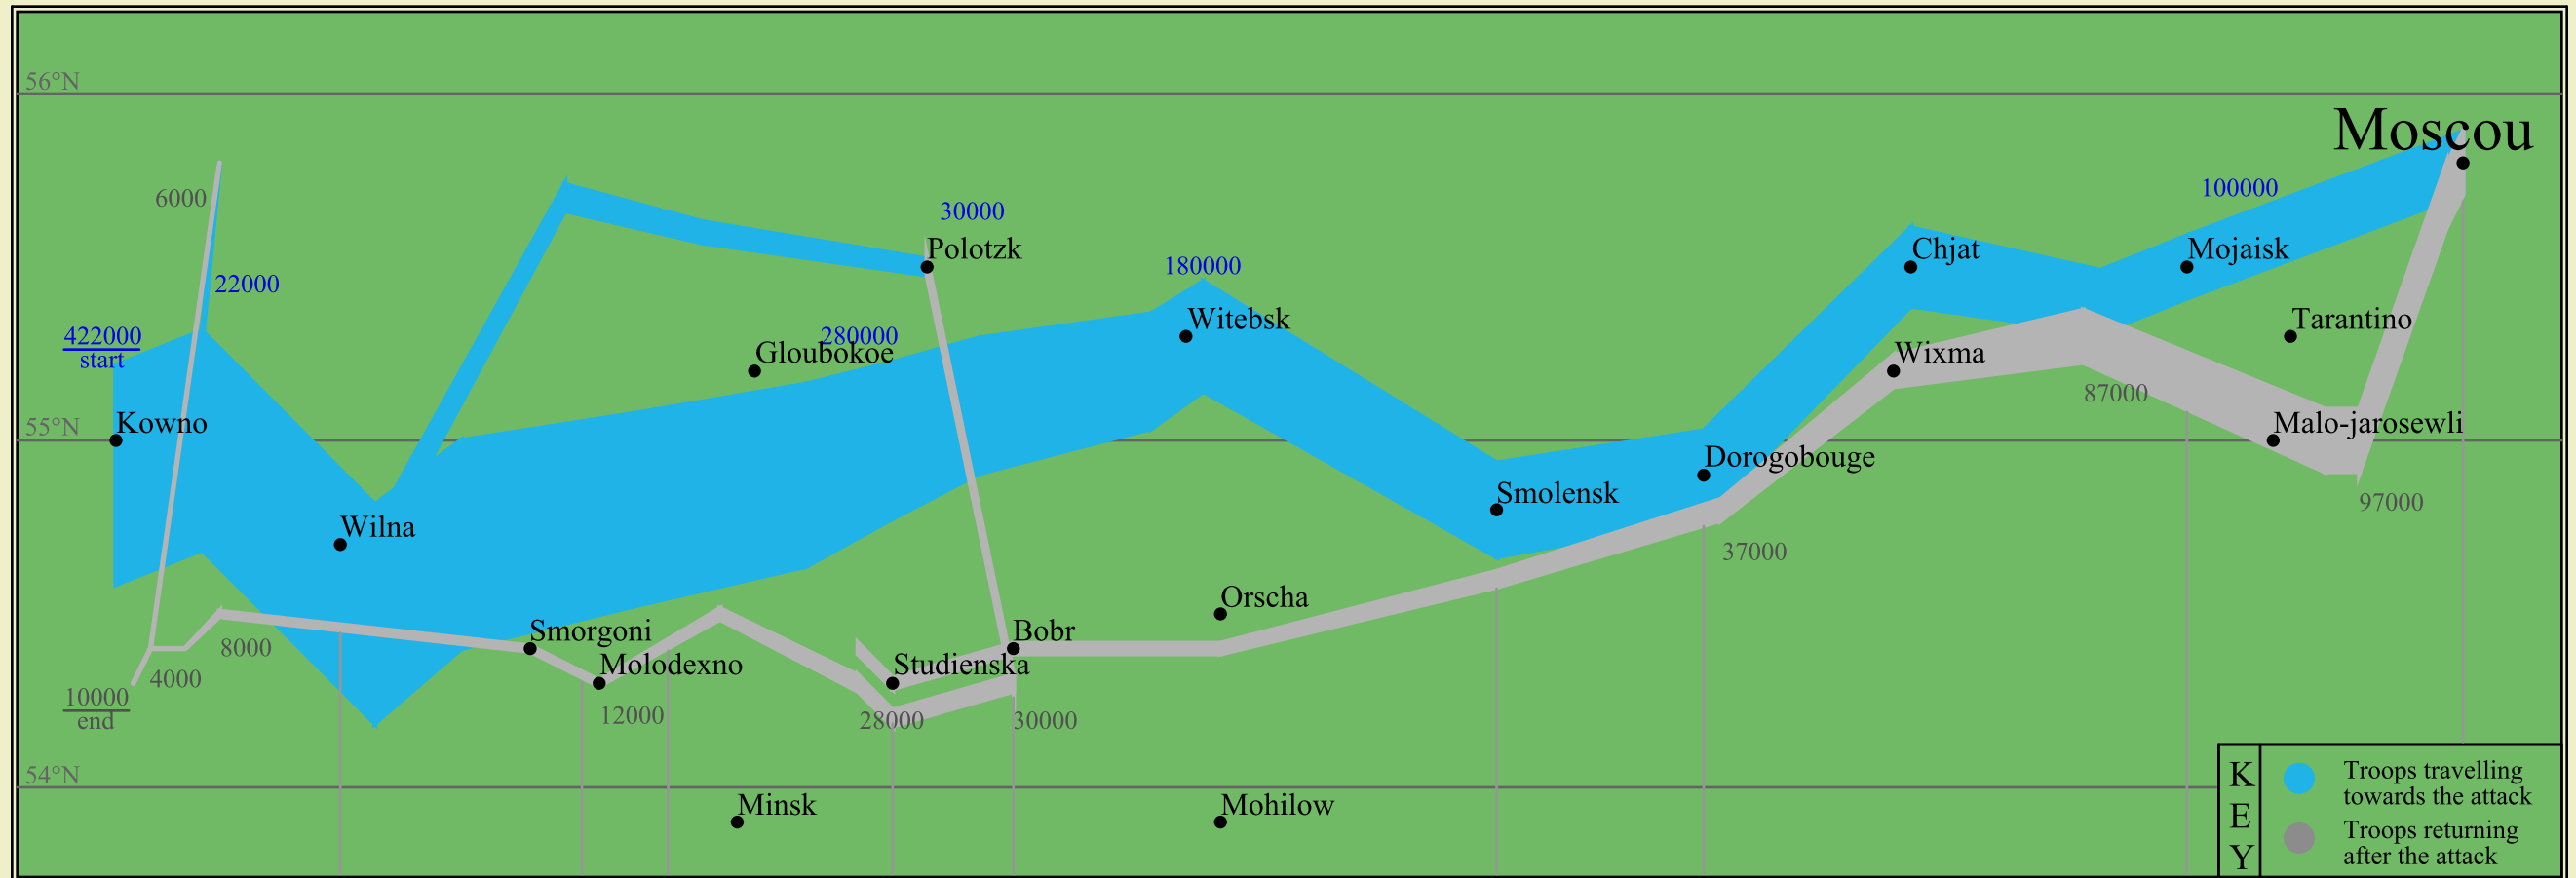 56°N
Moscou
6000
100000
30000
Polotzk
Chjat
Mojaisk
180000
22000
422000
start
280000
Gloubokoe
Witebsk
Tarantino
Wixma
87000
55°N
Kowno
Malo-jarosewli
Dorogobouge
Smolensk
97000
Wilna
37000
Orscha
Smorgoni
Bobr
8000
Molodexno
Studienska
4000
10000
end
12000
28000
30000
54°N
Minsk
Mohilow
K
E
Y
Troops travelling
towards the attack
Troops returning
after the attack